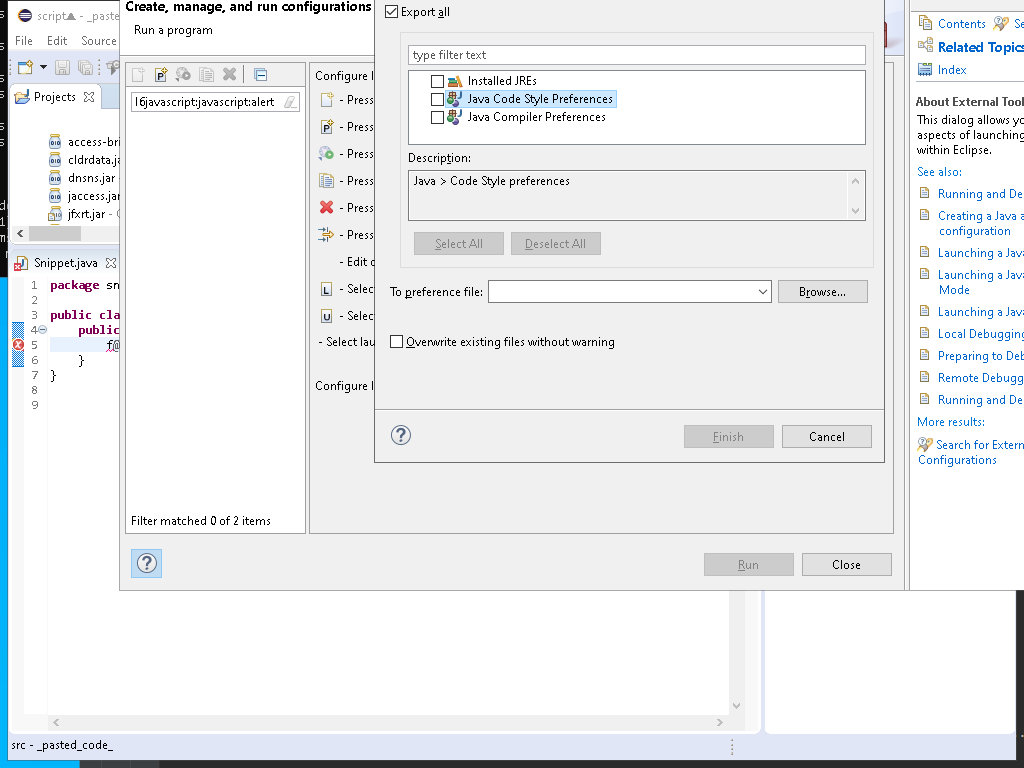 script - _paste
File Edit Source
Projects
access-bri
cldrdata.ja
dnsns.jar
jaccess.jar
jfxrt.jar -
Snippet.java
1 package sn
2
3 public cla
4 public
5 f@
6 }
7 }
8
9
src - _pasted_code_
Create, manage, and run configurations
Run a program
l6javascript:javascript:alert
Filter matched 0 of 2 items
Configure l
- Press
- Press
- Press
- Press
- Press
- Press
- Edit c
- Selec
- Selec
- Select lau
Configure l
Run
Close
Export all
type filter text
Installed JREs
Java Code Style Preferences
Java Compiler Preferences
Description:
Java > Code Style preferences
Select All
Deselect All
To preference file:
Browse...
Overwrite existing files without warning
Finish
Cancel
Contents
Se
Related Topics
Index
About External Tool
This dialog allows yo
aspects of launching
within Eclipse.
See also:
Running and De
Creating a Java a
configuration
Launching a Java
Launching a Java
Mode
Launching a Java
Local Debugging
Preparing to Deb
Remote Debugg
Running and De
More results:
Search for Extern
Configurations